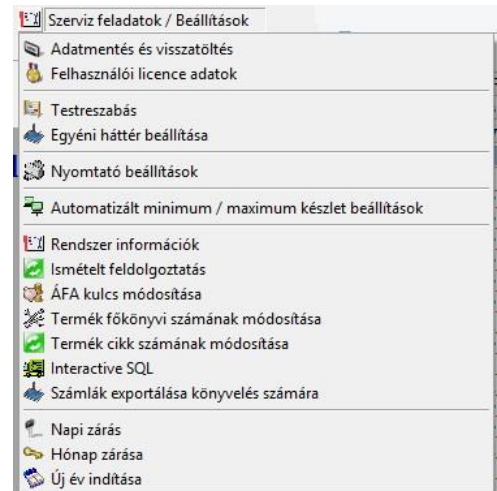 Szerviz feladatok / Beállítások
Adatmentés és visszatöltés
Felhasználói licence adatok
Testreszabás
Egyéni háttér beállítása
Nyomtató beállítások
Automatizált minimum / maximum készlet beállítások
Rendszer információk
Ismételt feldolgoztatás
ÁFA kulcs módosítása
Termék főkönyvi számának módosítása
Termék cikk számának módosítása
Interactive SQL
Számlák exportálása könyvelés számára
Napi zárás
Hónap zárása
Új év indítása